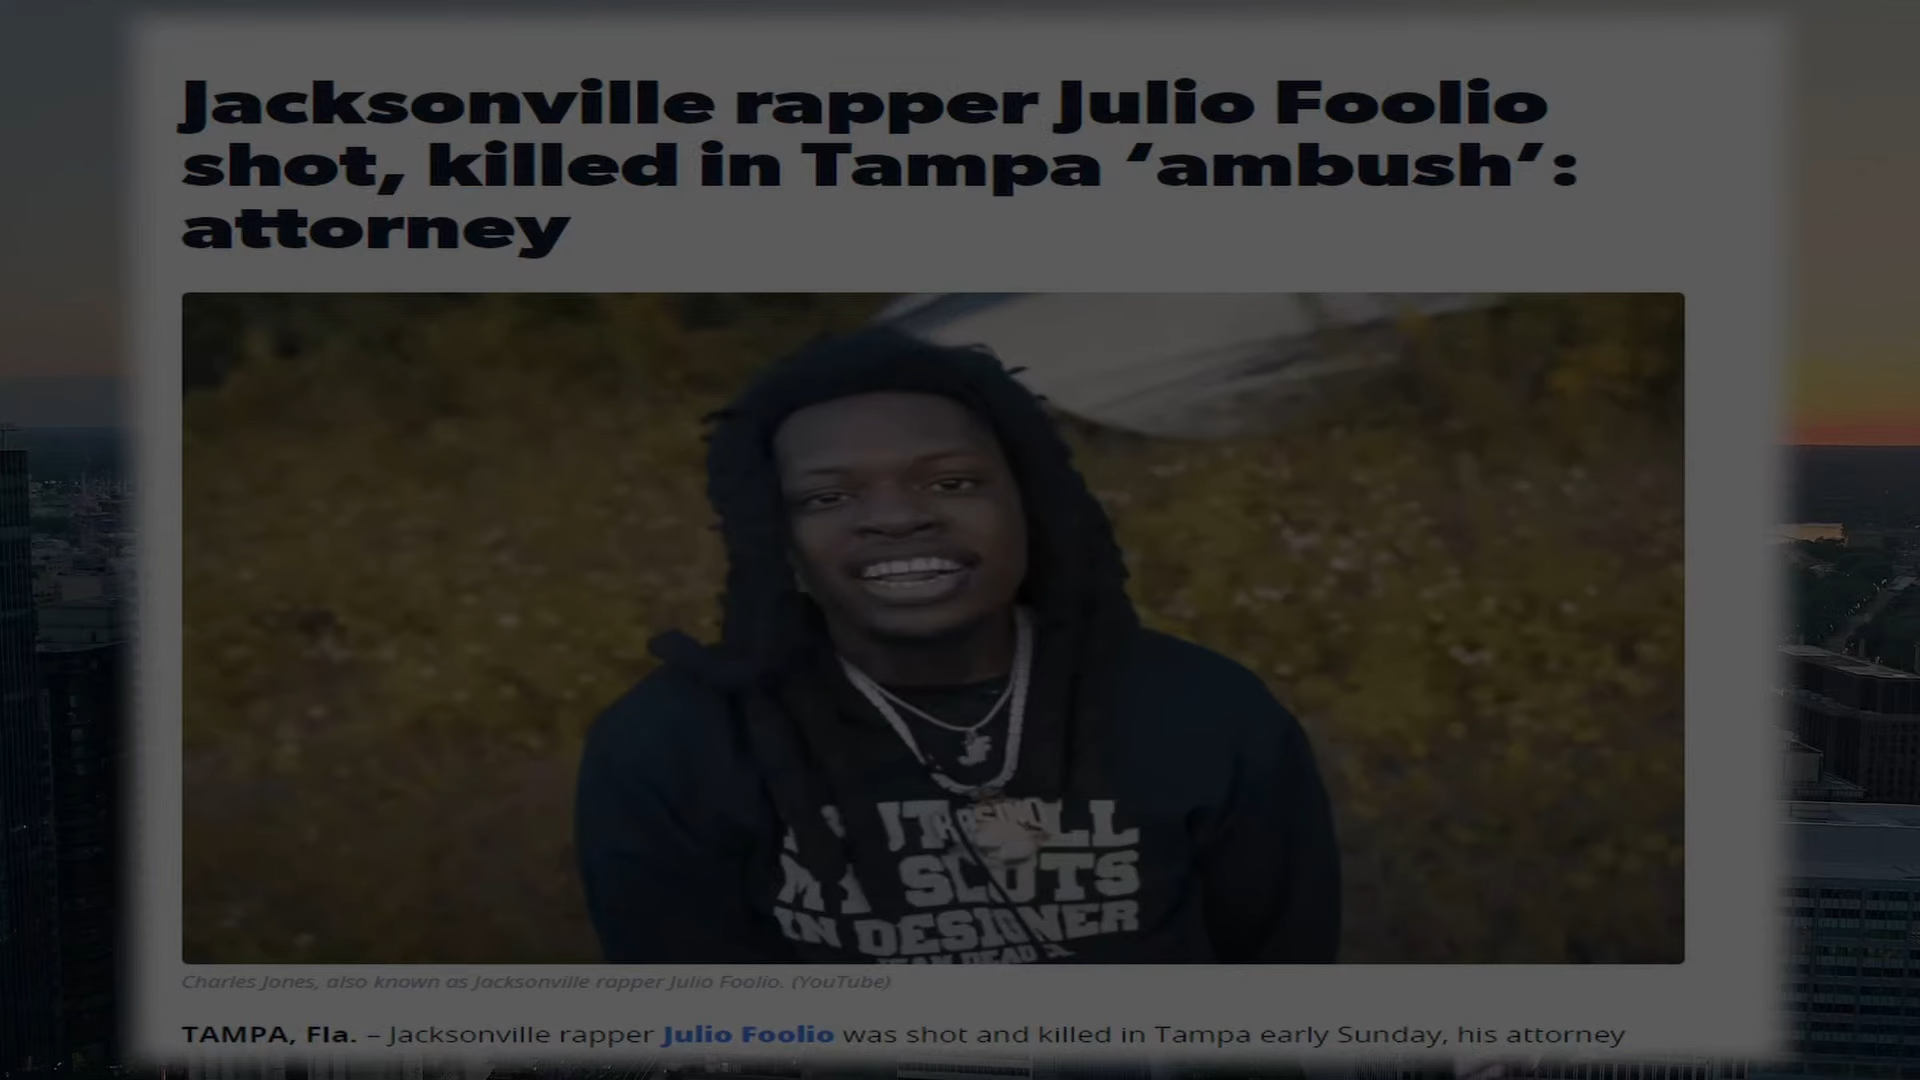 Jacksonville rapper Julio Foolio
shot, killed in Tampa ‘ambush’:
attorney
ROLL
MY SLUTS
IN DESIGNER
Charles Jones, also known as Jacksonville rapper Julio Foolio. (YouTube)
TAMPA, Fla. – Jacksonville rapper Julio Foolio was shot and killed in Tampa early Sunday, his attorney